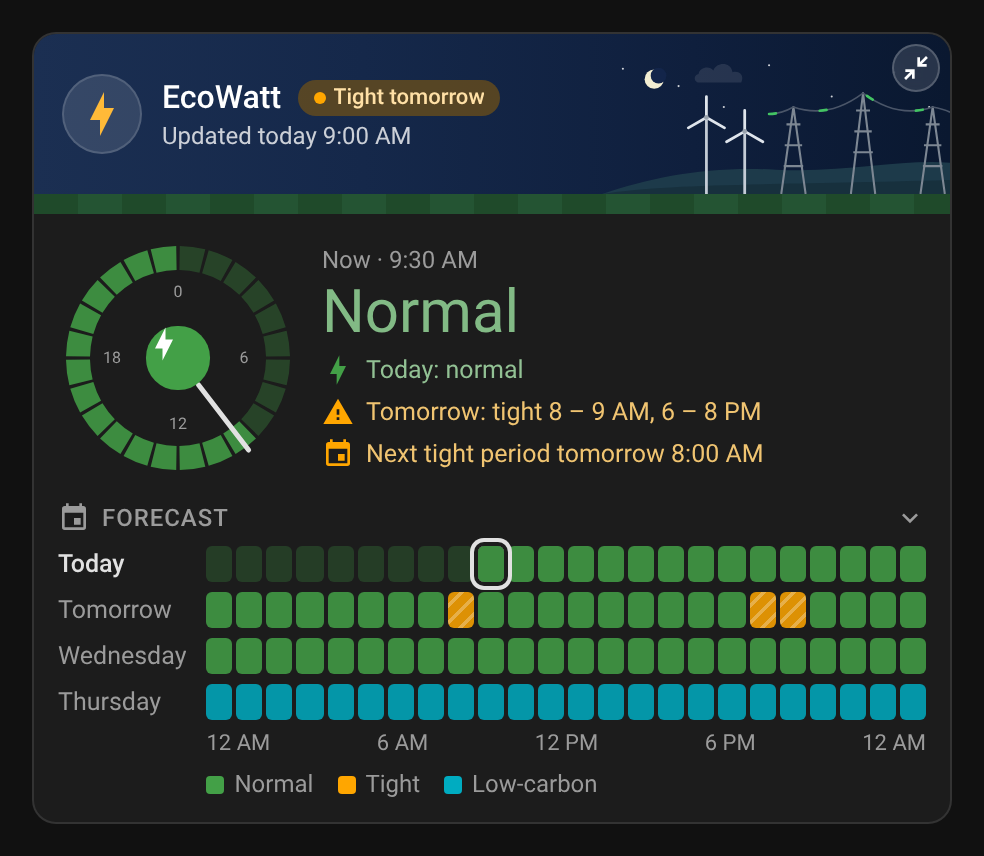 EcoWatt
Tight tomorrow
Updated today 9:00 AM
0
18
6
12
Now · 9:30 AM
Normal
Today: normal
Tomorrow: tight 8 – 9 AM, 6 – 8 PM
Next tight period tomorrow 8:00 AM
FORECAST
Today
Tomorrow
Wednesday
Thursday
12 AM 6 AM 12 PM 6 PM 12 AM
Normal Tight Low-carbon